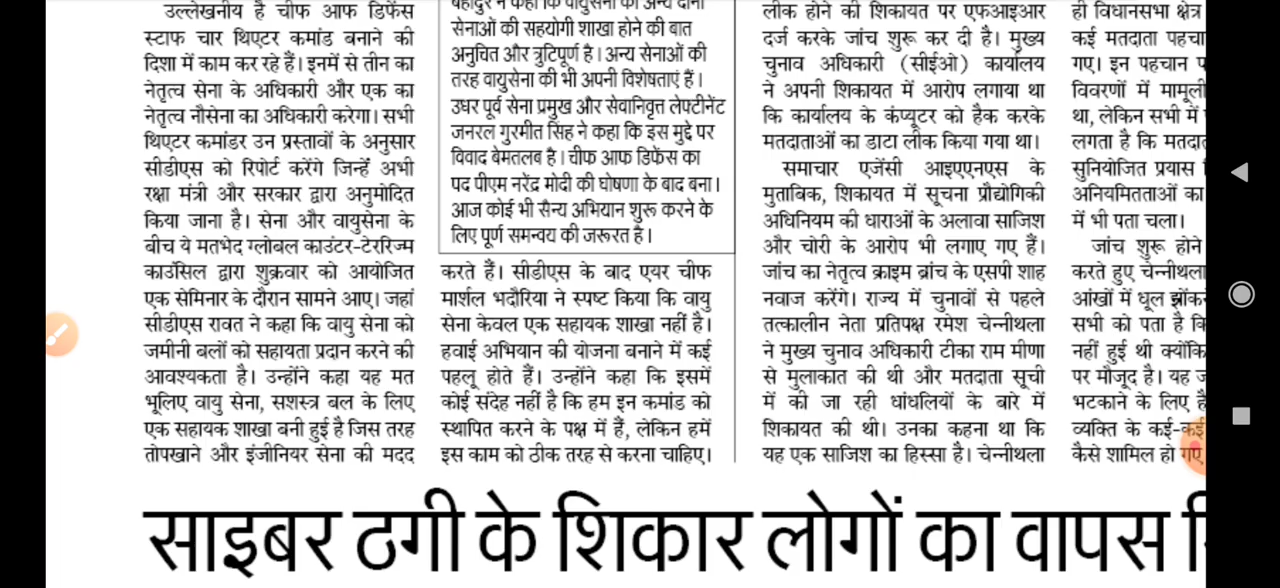 उल्लेखनीय है चीफ आफ डिफेंस
स्टाफ चार थिएटर कमांड बनाने की
दिशा में काम कर रहे हैं। इनमें से तीन का
नेतृत्व सेना के अधिकारी और एक का
नेतृत्व नौसेना का अधिकारी करेगा। सभी
थिएटर कमांडर उन प्रस्तावों के अनुसार
सीडीएस को रिपोर्ट करेंगे जिन्हें अभी
रक्षा मंत्री और सरकार द्वारा अनुमोदित
किया जाना है। सेना और वायुसेना के
बीच ये मतभेद ग्लोबल काउंटर-टेररिज्म
काउंसिल द्वारा शुक्रवार को आयोजित
एक सेमिनार के दौरान सामने आए। जहां
सीडीएस रावत ने कहा कि वायु सेना को
जमीनी बलों को सहायता प्रदान करने की
आवश्यकता है। उन्होंने कहा यह मत
भूलिए वायु सेना, सशस्त्र बल के लिए
एक सहायक शाखा बनी हुई है जिस तरह
तोपखाने और इंजीनियर सेना की मदद
बहादुर ने कहा कि वायुसेना को अन्य दोनों
सेनाओं की सहयोगी शाखा होने की बात
अनुचित और त्रुटिपूर्ण है। अन्य सेनाओं की
तरह वायुसेना की भी अपनी विशेषताएं हैं।
उधर पूर्व सेना प्रमुख और सेवानिवृत्त लेफ्टीनेंट
जनरल गुरमीत सिंह ने कहा कि इस मुद्दे पर
विवाद बेमतलब है। चीफ आफ डिफेंस का
पद पीएम नरेंद्र मोदी की घोषणा के बाद बना।
आज कोई भी सैन्य अभियान शुरू करने के
लिए पूर्ण समन्वय की जरूरत है।
करते हैं। सीडीएस के बाद एयर चीफ
मार्शल भदौरिया ने स्पष्ट किया कि वायु
सेना केवल एक सहायक शाखा नहीं है।
हवाई अभियान की योजना बनाने में कई
पहलू होते हैं। उन्होंने कहा कि इसमें
कोई संदेह नहीं है कि हम इन कमांड को
स्थापित करने के पक्ष में हैं, लेकिन हमें
इस काम को ठीक तरह से करना चाहिए।
लीक होने की शिकायत पर एफआइआर
दर्ज करके जांच शुरू कर दी है। मुख्य
चुनाव अधिकारी (सीईओ) कार्यालय
ने अपनी शिकायत में आरोप लगाया था
कि कार्यालय के कंप्यूटर को हैक करके
मतदाताओं का डाटा लीक किया गया था।
समाचार एजेंसी आइएएनएस के
मुताबिक, शिकायत में सूचना प्रौद्योगिकी
अधिनियम की धाराओं के अलावा साजिश
और चोरी के आरोप भी लगाए गए हैं।
जांच का नेतृत्व क्राइम ब्रांच के एसपी शाह
नवाज करेंगे। राज्य में चुनावों से पहले
तत्कालीन नेता प्रतिपक्ष रमेश चेन्नीथला
ने मुख्य चुनाव अधिकारी टीका राम मीणा
से मुलाकात की थी और मतदाता सूची
में की जा रही धांधलियों के बारे में
शिकायत की थी। उनका कहना था कि
यह एक साजिश का हिस्सा है। चेन्नीथला
ही विधानसभा क्षेत्र
कई मतदाता पहचा
गए। इन पहचान प
विवरणों में मामूली
था, लेकिन सभी में
लगता है कि मतदा
सुनियोजित प्रयास
अनियमितताओं का
में भी पता चला।
जांच शुरू होने
करते हुए चेन्नीथला
आंखों में धूल झोंक
सभी को पता है कि
नहीं हुई थी क्योंकि
पर मौजूद है। यह ज
भटकाने के लिए है
व्यक्ति के कई-कई
कैसे शामिल हो गए
साइबर ठगी के शिकार लोगों का वापस